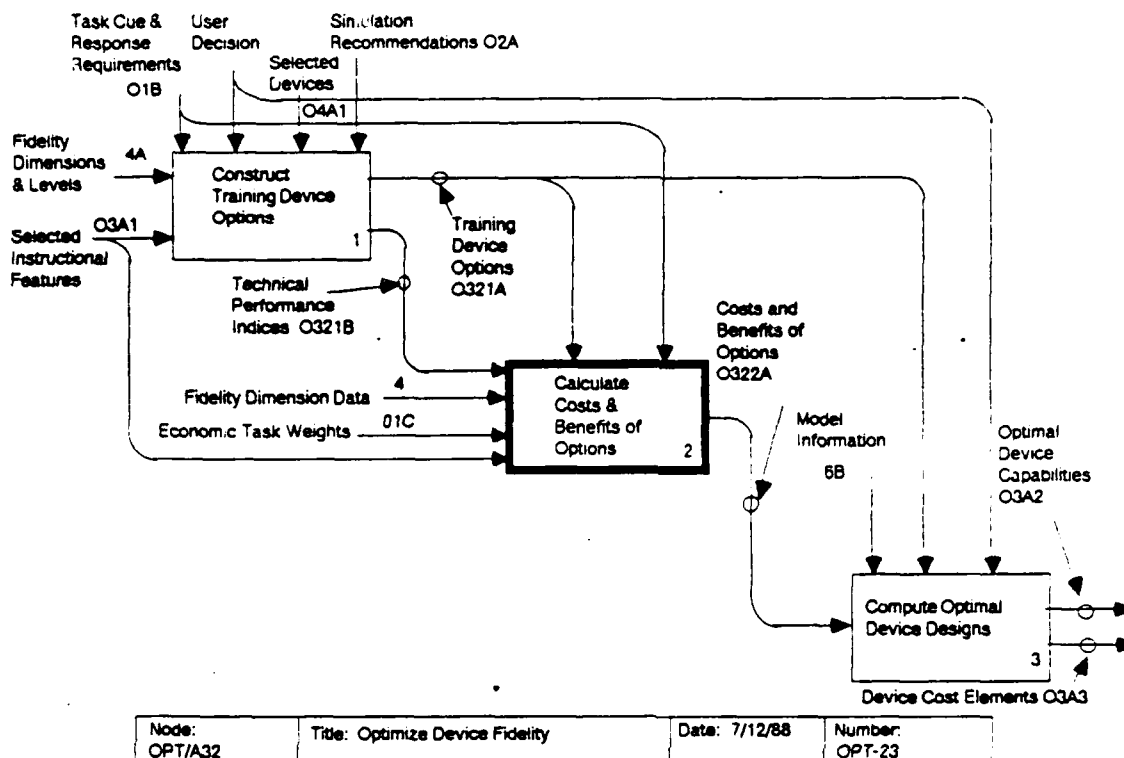 Task Cue &
Response
Requirements
O1B
User
Decision
Simulation
Recommendations O2A
Selected
Devices
O4A1
Fidelity
Dimensions
& Levels
4A
Construct
Training Device
Options
1
O3A1
Selected
Instructional
Features
Training
Device
Options
O321A
Technical
Performance
Indices O321B
Costs and
Benefits of
Options
O322A
Fidelity Dimension Data
4
Economic Task Weights
01C
Calculate
Costs &
Benefits of
Options
2
Model
Information
6B
Optimal
Device
Capabilities
O3A2
Compute Optimal
Device Designs
3
Device Cost Elements O3A3
Node:
OPT/A32
Title: Optimize Device Fidelity
Date: 7/12/88
Number:
OPT-23